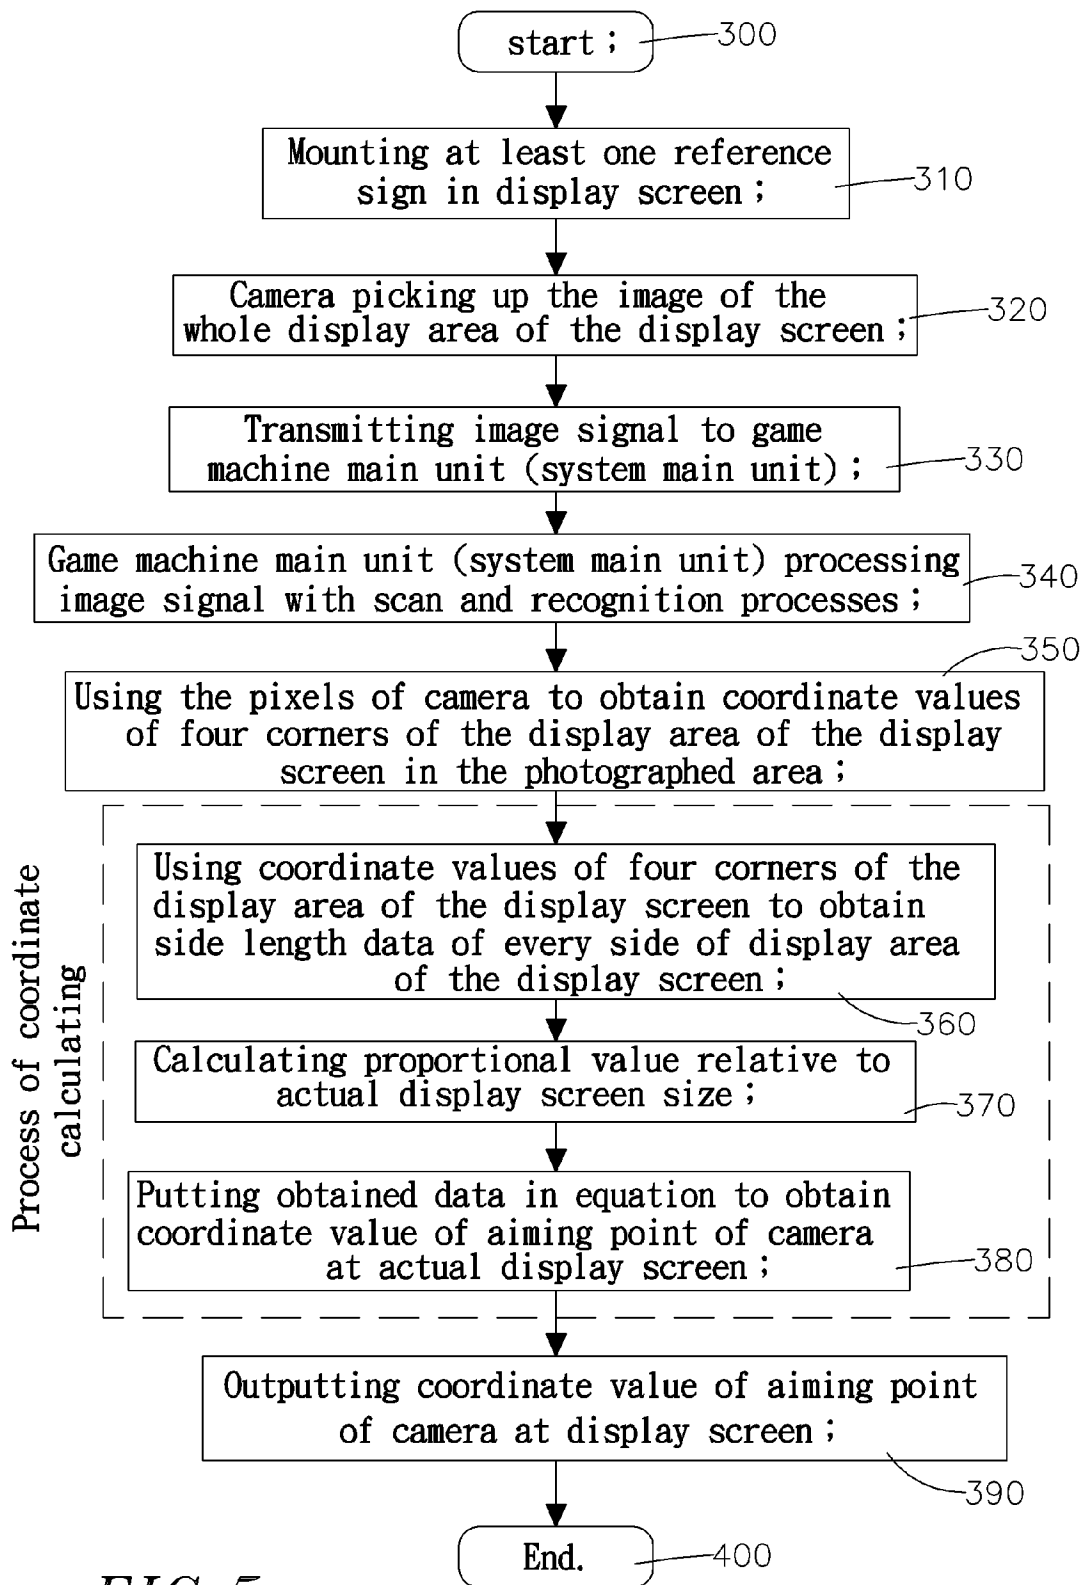 start;
300
Mounting at least one reference
sign in display screen;
310
Camera picking up the image of the
whole display area of the display screen;
320
Transmitting image signal to game
machine main unit (system main unit);
330
Game machine main unit (system main unit) processing
image signal with scan and recognition processes;
340
350
Using the pixels of camera to obtain coordinate values
of four corners of the display area of the display
screen in the photographed area;
Process of coordinate
calculating
Using coordinate values of four corners of the
display area of the display screen to obtain
side length data of every side of display area
of the display screen;
360
Calculating proportional value relative to
actual display screen size;
370
Putting obtained data in equation to obtain
coordinate value of aiming point of camera
at actual display screen;
380
Outputting coordinate value of aiming point
of camera at display screen;
390
End.
400
FIG.5